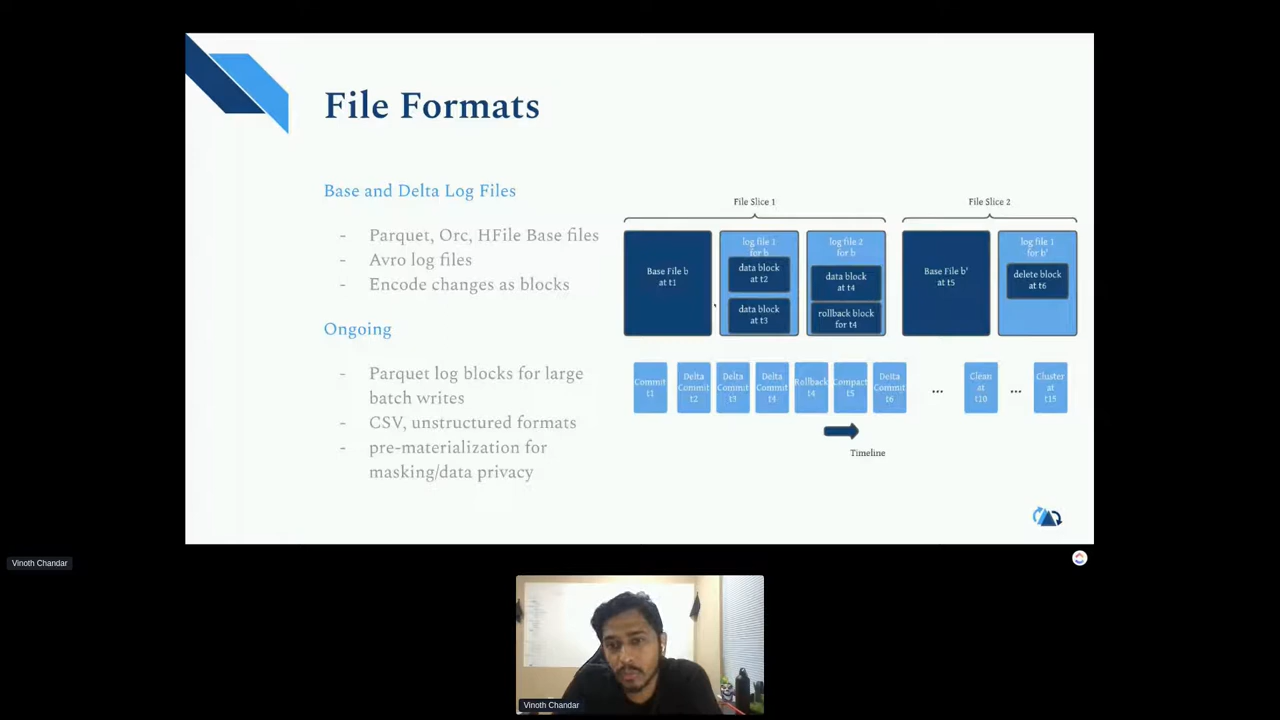 File Formats
Base and Delta Log Files
- Parquet, Orc, HFile Base files
- Avro log files
- Encode changes as blocks
Ongoing
- Parquet log blocks for large
batch writes
- CSV, unstructured formats
- pre-materialization for
masking/data privacy
File Slice 1
File Slice 2
Base File b
at t1
log file 1
for b
data block
at t2
data block
at t3
log file 2
for b
data block
at t4
rollback block
for t4
Base File b'
at t5
log file 1
for b'
delete block
at t6
Commit
t1
Delta
Commit
t2
Delta
Commit
t3
Delta
Commit
t4
Rollback
t4
Compact
t5
Delta
Commit
t6
...
Clean
at
t10
...
Cluster
at
t15
Timeline
Vinoth Chandar
Vinoth Chandar